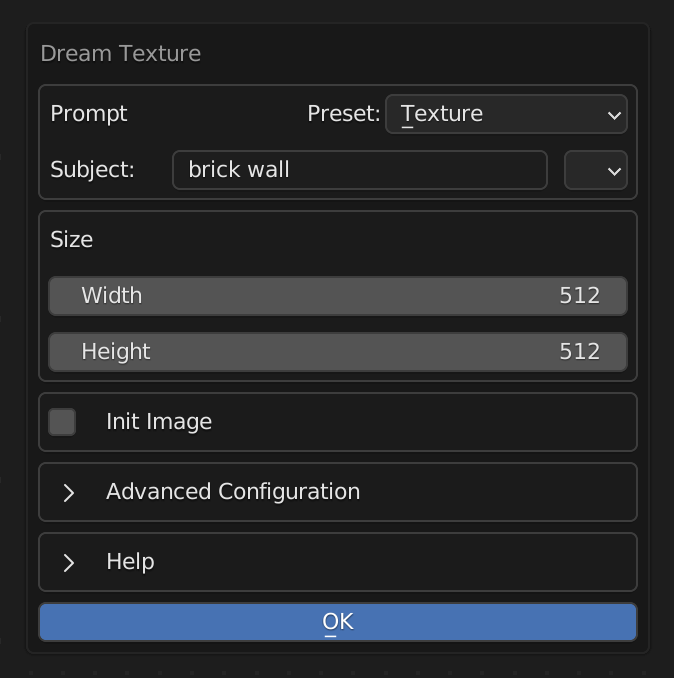 Dream Texture
Prompt Preset: Texture
Subject: brick wall
Size
Width 512
Height 512
Init Image
Advanced Configuration
Help
OK